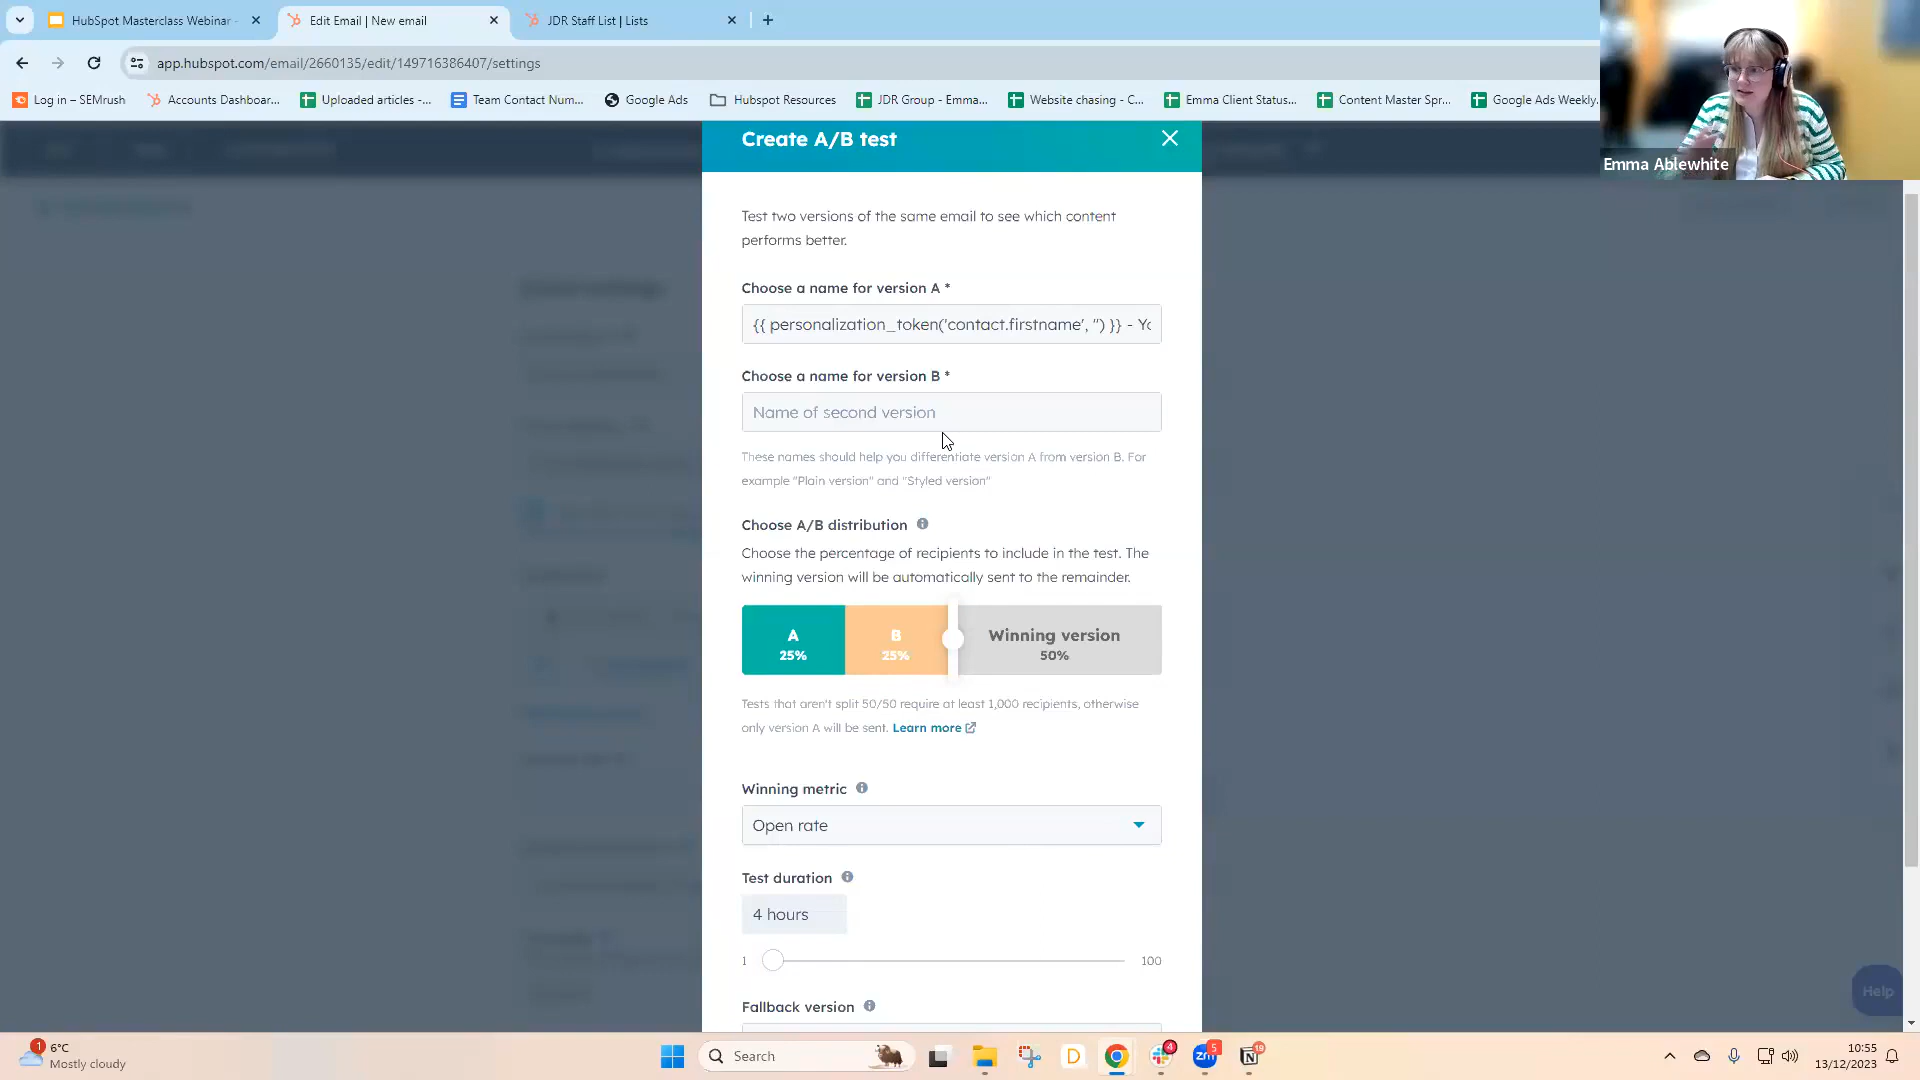 HubSpot Masterclass Webinar -
Edit Email | New email
JDR Staff List | Lists
app.hubspot.com/email/2660135/edit/149716386407/settings
Log in – SEMrush
Accounts Dashboar...
Uploaded articles -...
Team Contact Num...
Google Ads
Hubspot Resources
JDR Group - Emma...
Website chasing - C...
Emma Client Status...
Content Master Spr...
Google Ads Weekly.
Emma Ablewhite
Create A/B test
Test two versions of the same email to see which content
performs better.
Choose a name for version A *
{{ personalization_token('contact.firstname', '') }} - Yo
Choose a name for version B *
Name of second version
These names should help you differentiate version A from version B. For
example "Plain version" and "Styled version"
Choose A/B distribution
Choose the percentage of recipients to include in the test. The
winning version will be automatically sent to the remainder.
A
25%
B
25%
Winning version
50%
Tests that aren't split 50/50 require at least 1,000 recipients, otherwise
only version A will be sent. Learn more
Winning metric
Open rate
Test duration
4 hours
1
100
Fallback version
Help
1
6°C
Mostly cloudy
Search
D
4
Zm
5
N
19
10:55
13/12/2023